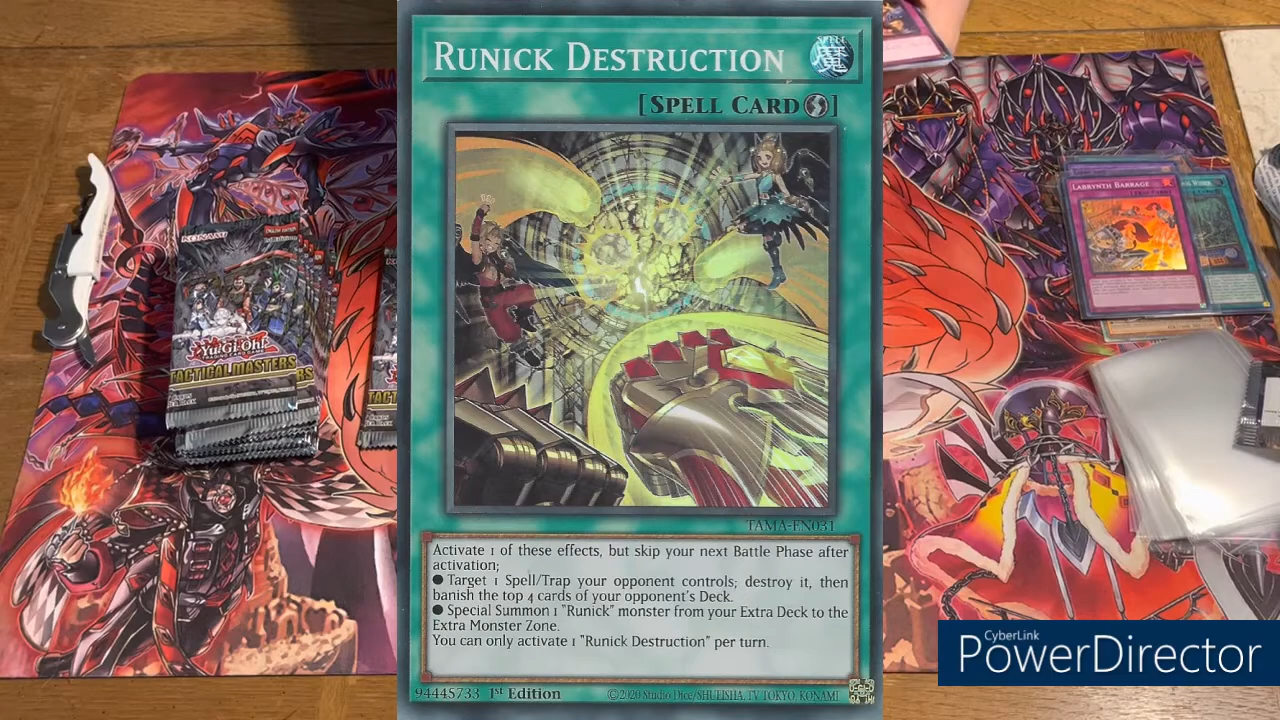 RUNICK DESTRUCTION
SPELL
魔
[SPELL CARD]
TAMA-EN031
Activate 1 of these effects, but skip your next Battle Phase after
activation;
● Target 1 Spell/Trap your opponent controls; destroy it, then
banish the top 4 cards of your opponent's Deck.
● Special Summon 1 "Runick" monster from your Extra Deck to the
Extra Monster Zone.
You can only activate 1 "Runick Destruction" per turn.
94445733 1st Edition
©2020 Studio Dice/SHUEISHA, TV TOKYO, KONAMI
KONAMI
Yu-Gi-Oh!
TACTICAL MASTERS
LABRYNTH BARRAGE
CyberLink
PowerDirector